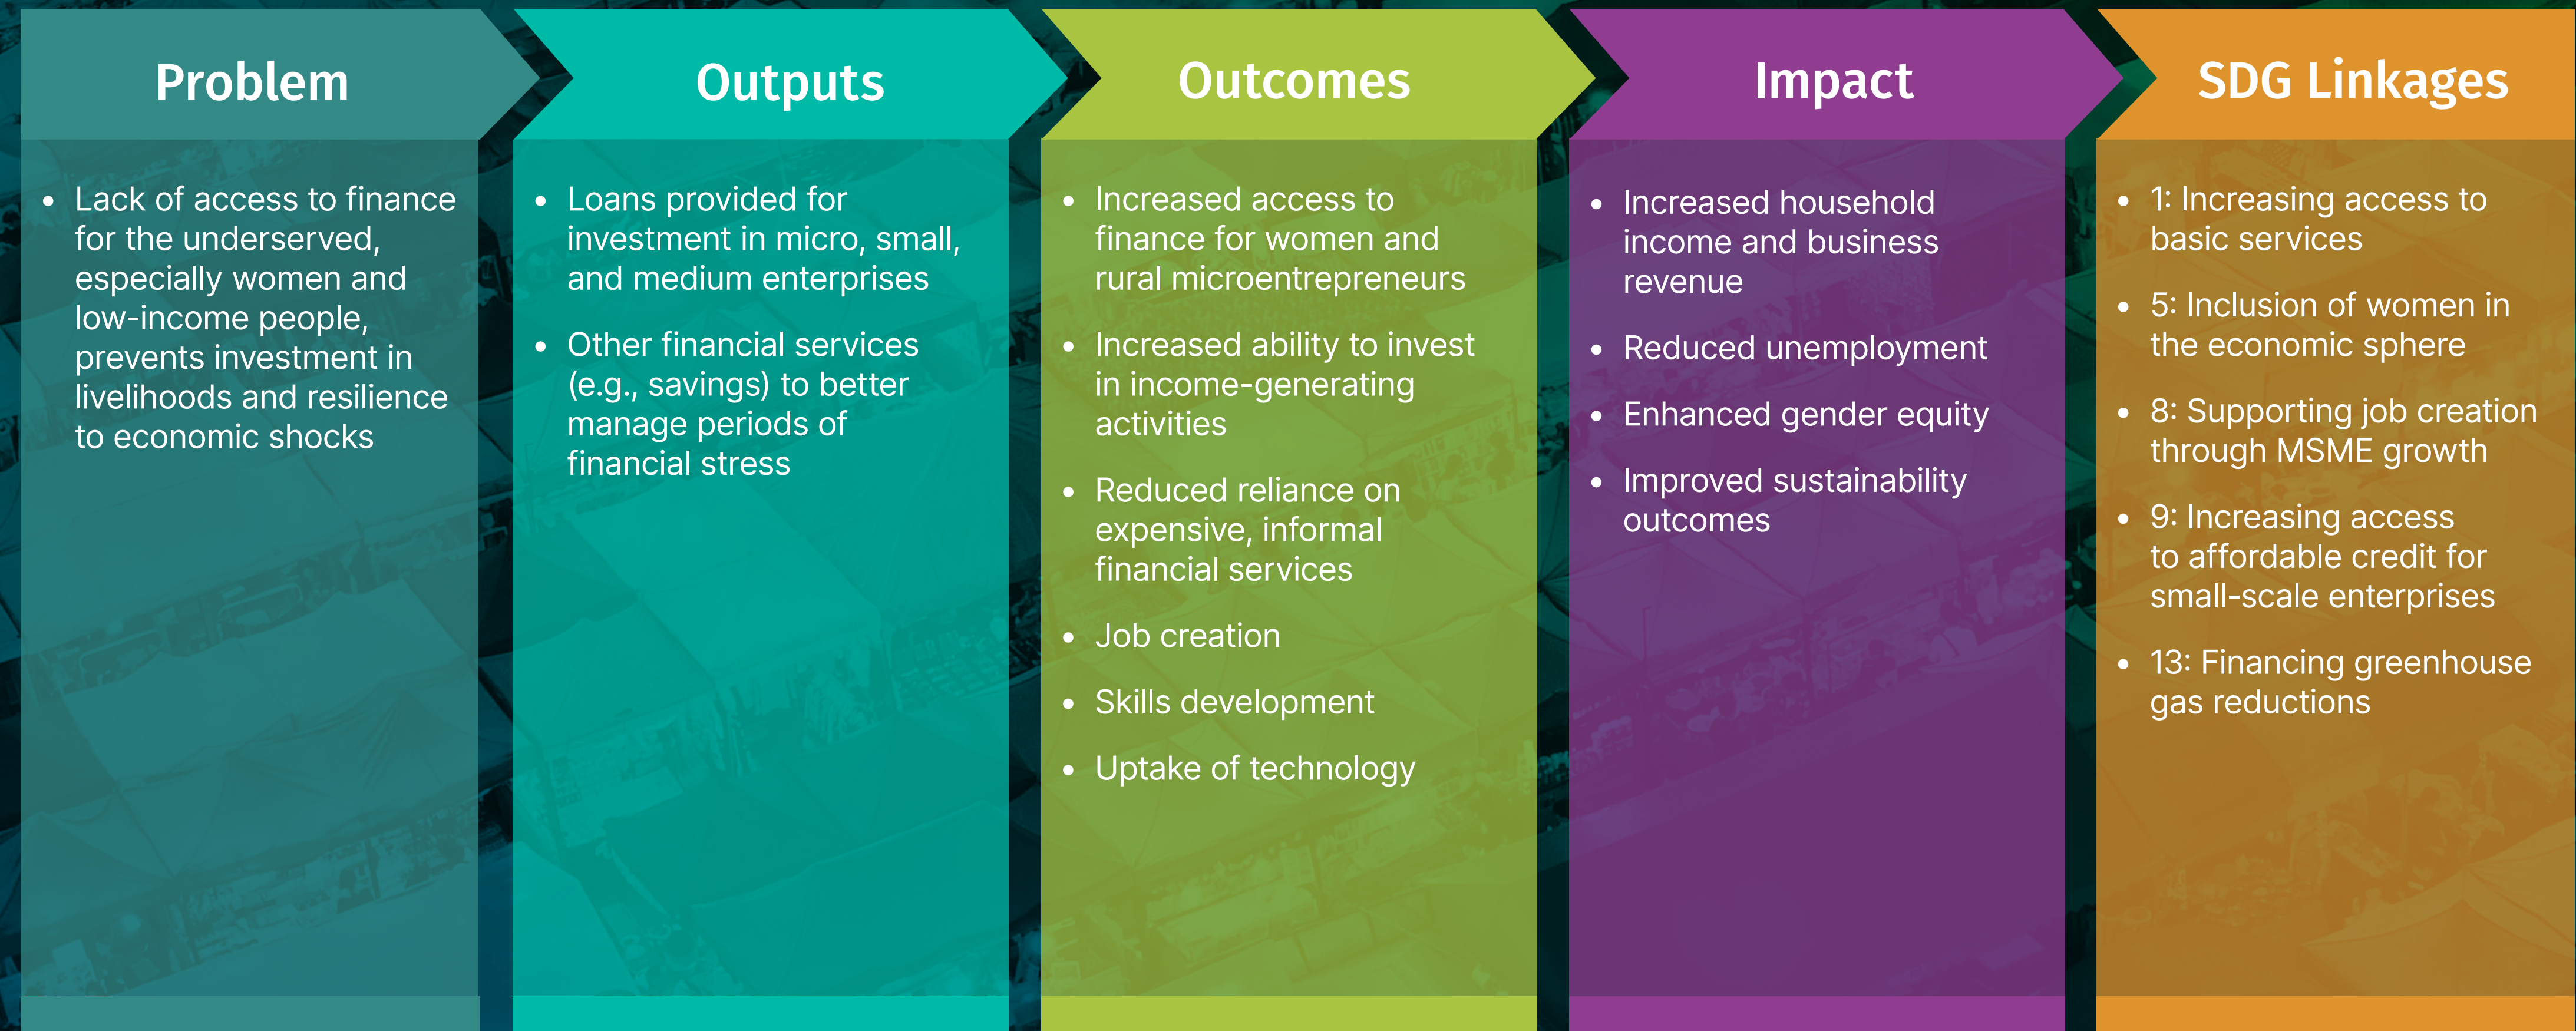 Problem
• Lack of access to finance
for the underserved,
especially women and
low-income people,
prevents investment in
livelihoods and resilience
to economic shocks
Outputs
• Loans provided for
investment in micro, small,
and medium enterprises
• Other financial services
(e.g., savings) to better
manage periods of
financial stress
Outcomes
• Increased access to
finance for women and
rural microentrepreneurs
• Increased ability to invest
in income-generating
activities
• Reduced reliance on
expensive, informal
financial services
• Job creation
• Skills development
• Uptake of technology
Impact
• Increased household
income and business
revenue
• Reduced unemployment
• Enhanced gender equity
• Improved sustainability
outcomes
SDG Linkages
• 1: Increasing access to
basic services
• 5: Inclusion of women in
the economic sphere
• 8: Supporting job creation
through MSME growth
• 9: Increasing access
to affordable credit for
small-scale enterprises
• 13: Financing greenhouse
gas reductions